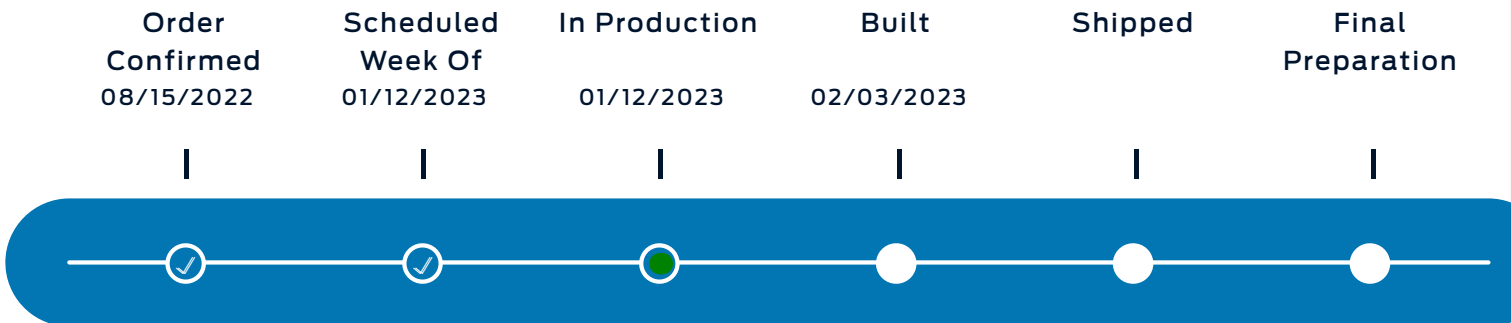 Order
Confirmed
08/15/2022
Scheduled
Week Of
01/12/2023
In Production
01/12/2023
Built
02/03/2023
Shipped
Final
Preparation